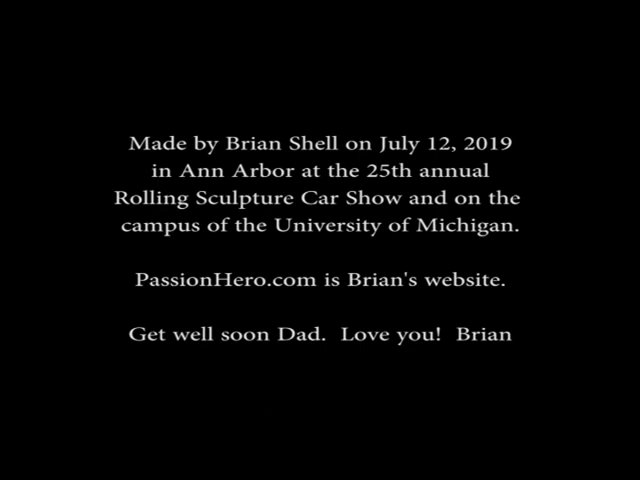 Made by Brian Shell on July 12, 2019
in Ann Arbor at the 25th annual
Rolling Sculpture Car Show and on the
campus of the University of Michigan.
PassionHero.com is Brian's website.
Get well soon Dad.  Love you!  Brian